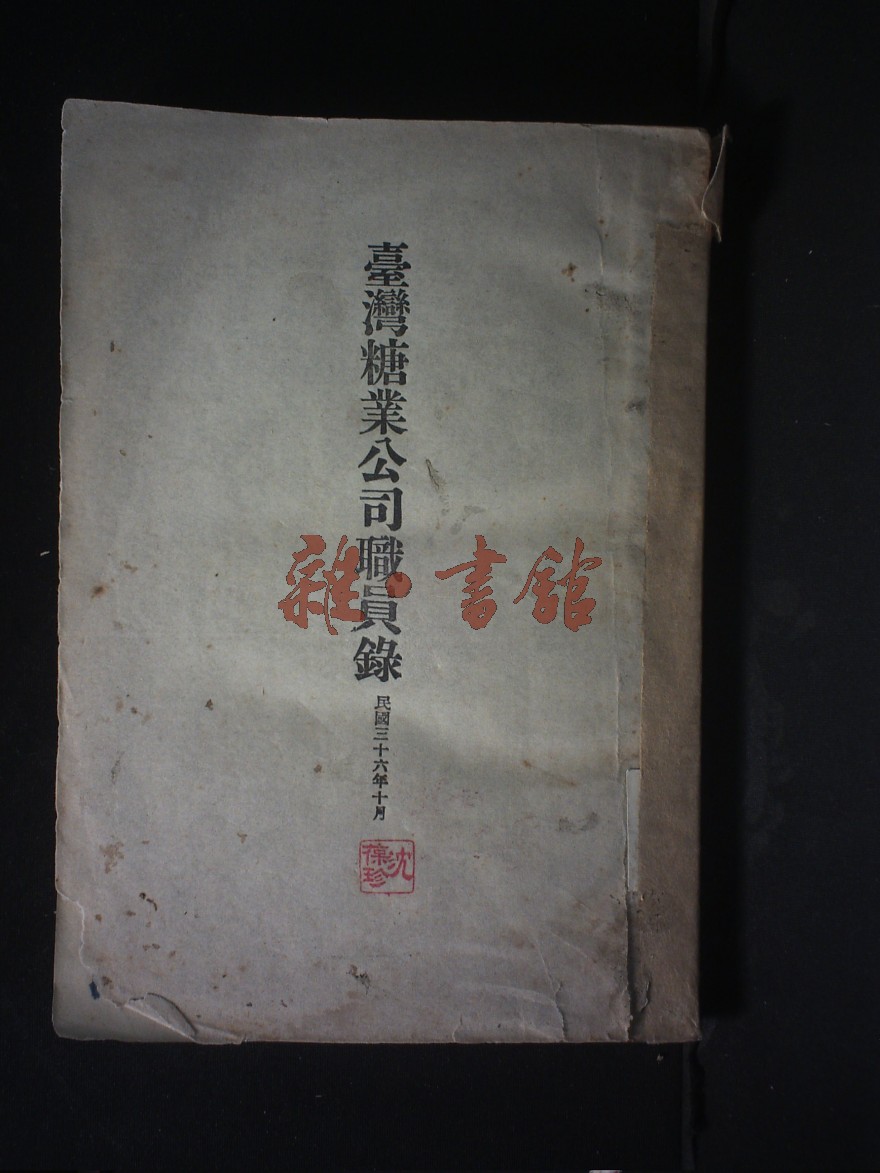 臺灣糖業公司職員錄
民國三十六年十月
沈葆珍
雜·書館